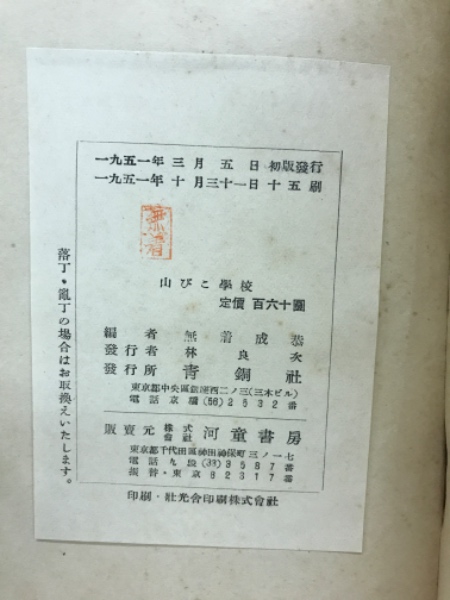 一九五一年三月五日初版發行
一九五一年十月三十一日十五刷
無着
山びこ學校
定價 百六十圓
編者 無着成恭
發行者 林良次
發行所 青銅社
東京都中央區銀座西二ノ三(三木ビル)
電話京橋(56)2532番
販賣元 株式会社 河童書房
東京都千代田區神田神保町三ノ一七
電話九段(33)3587番
振替・東京82317番
印刷・社光舍印刷株式會社
落丁・亂丁の場合はお取換えいたします。